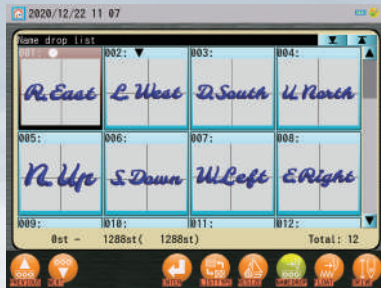 2020/12/22 11 07
Name drop list
001:
002: ▼
003:
004:
R.East
L.West
D.South
U.North
005:
006:
007:
008:
N.Up
S.Down
W.Left
E.Right
009:
010:
011:
012:
0st - 1288st( 1288st)
Total: 12